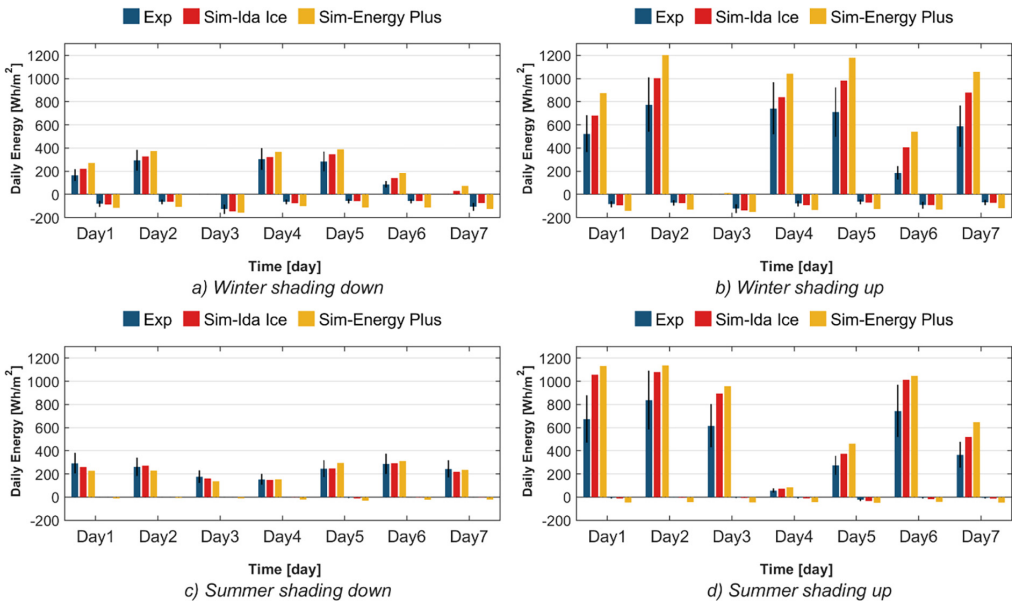 Exp Sim-Ida Ice Sim-Energy Plus
Daily Energy [Wh/m²]
1200
1000
800
600
400
200
0
-200
Day1 Day2 Day3 Day4 Day5 Day6 Day7
Time [day]
a) Winter shading down
Exp Sim-Ida Ice Sim-Energy Plus
Daily Energy [Wh/m²]
1200
1000
800
600
400
200
0
-200
Day1 Day2 Day3 Day4 Day5 Day6 Day7
Time [day]
b) Winter shading up
Exp Sim-Ida Ice Sim-Energy Plus
Daily Energy [Wh/m²]
1200
1000
800
600
400
200
0
-200
Day1 Day2 Day3 Day4 Day5 Day6 Day7
Time [day]
c) Summer shading down
Exp Sim-Ida Ice Sim-Energy Plus
Daily Energy [Wh/m²]
1200
1000
800
600
400
200
0
-200
Day1 Day2 Day3 Day4 Day5 Day6 Day7
Time [day]
d) Summer shading up